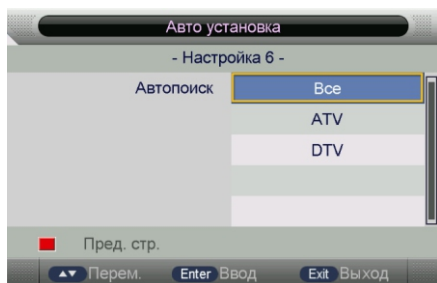 Авто установка
- Настройка 6 -
Автопоиск Все
ATV
DTV
Пред. стр.
Перем. Enter Ввод Exit Выход